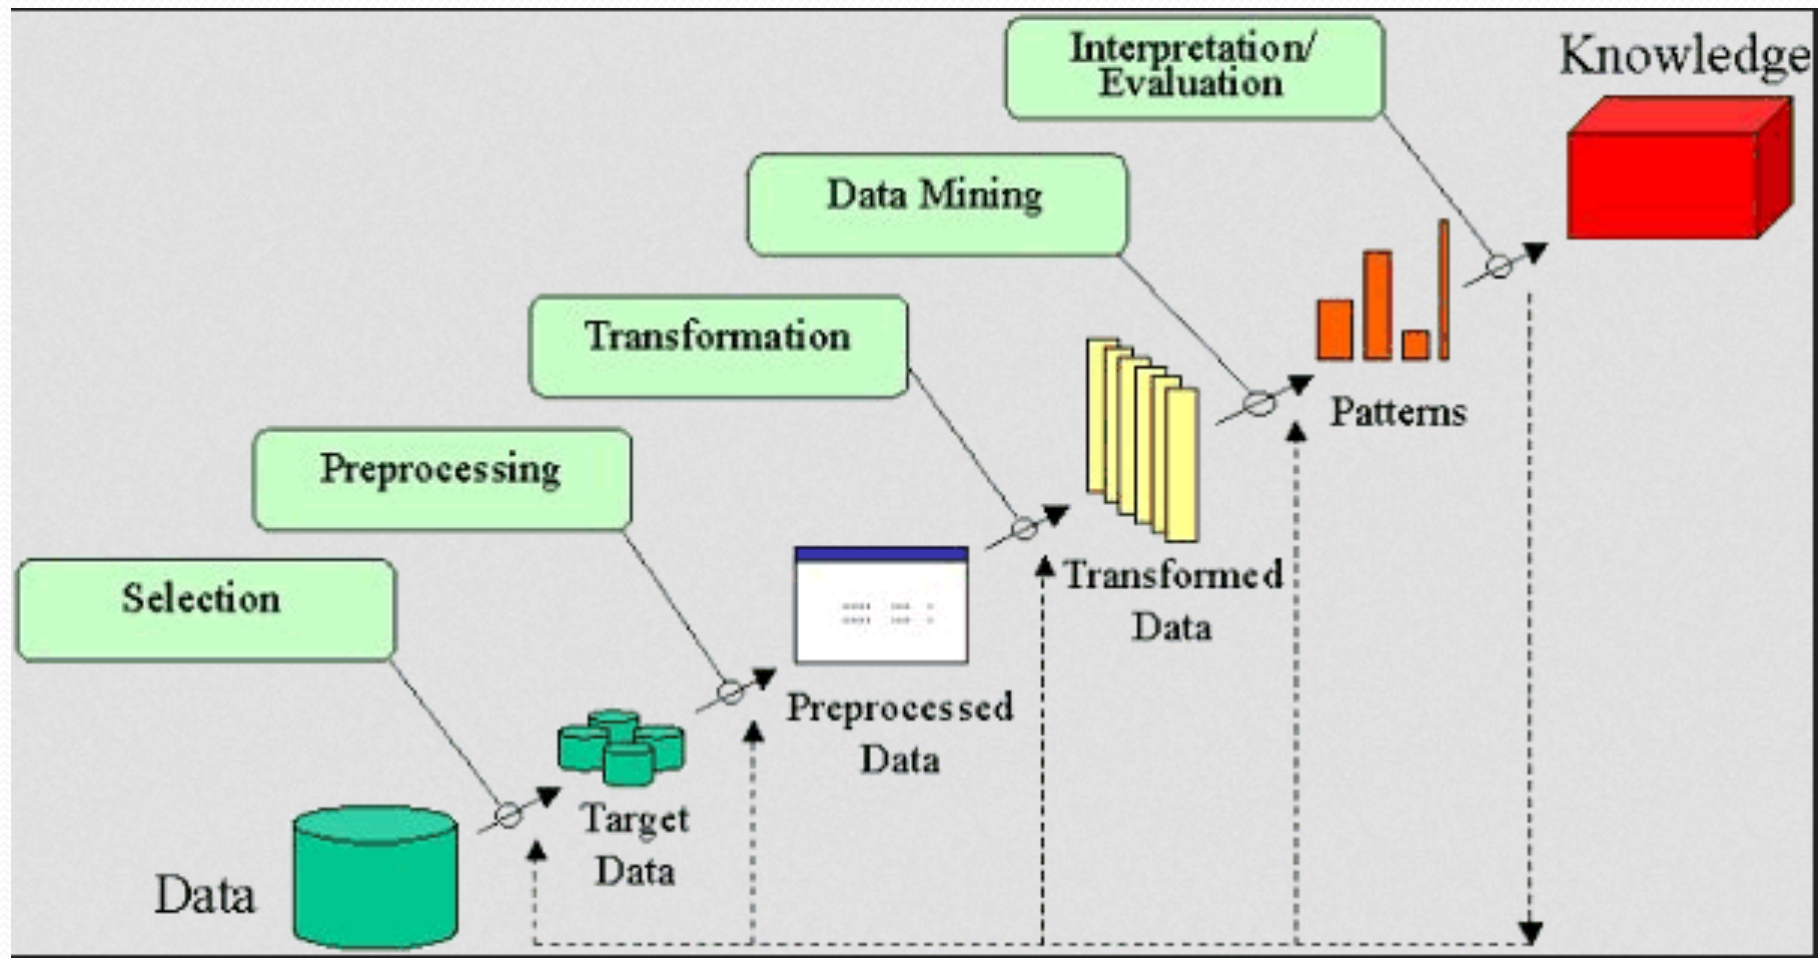 Interpretation/
Evaluation
Knowledge
Data Mining
Transformation
Patterns
Preprocessing
Transformed
Data
Selection
Preprocessed
Data
Target
Data
Data